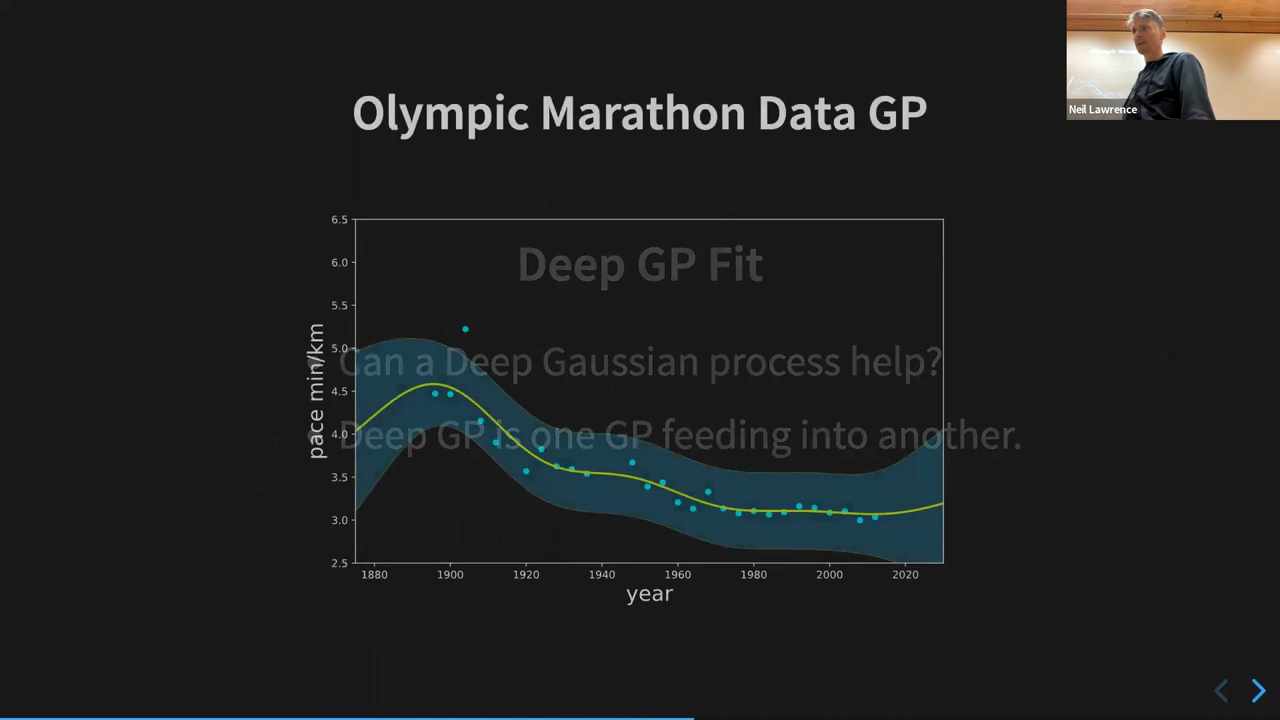 Olympic Marathon Data GP
Neil Lawrence
Deep GP Fit
Can a Deep Gaussian process help?
Deep GP is one GP feeding into another.
pace min/km
6.5
6.0
5.5
5.0
4.5
4.0
3.5
3.0
2.5
1880 1900 1920 1940 1960 1980 2000 2020
year